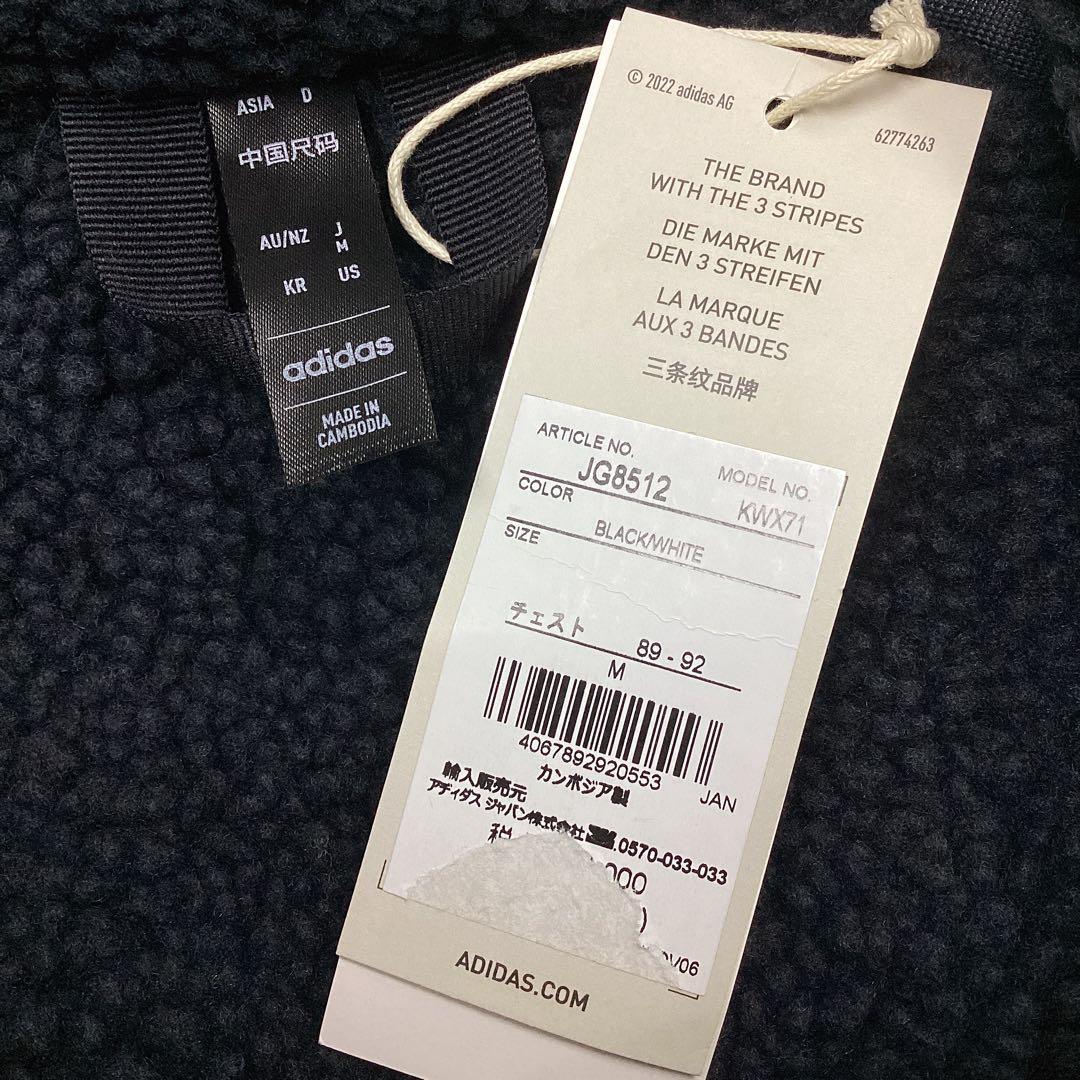 ASIA D
中国尺码
AU/NZ J
M
KR US
adidas
MADE IN
CAMBODIA
© 2022 adidas AG
62774263
THE BRAND
WITH THE 3 STRIPES
DIE MARKE MIT
DEN 3 STREIFEN
LA MARQUE
AUX 3 BANDES
三条纹品牌
ARTICLE NO. MODEL NO.
JG8512 KWX71
COLOR
BLACK/WHITE
SIZE
チェスト 89 - 92
M
4067892920553
カンボジア製 JAN
輸入販売元
アディダス ジャパン株式会社 .0570-033-033
000
)
V06
ADIDAS.COM